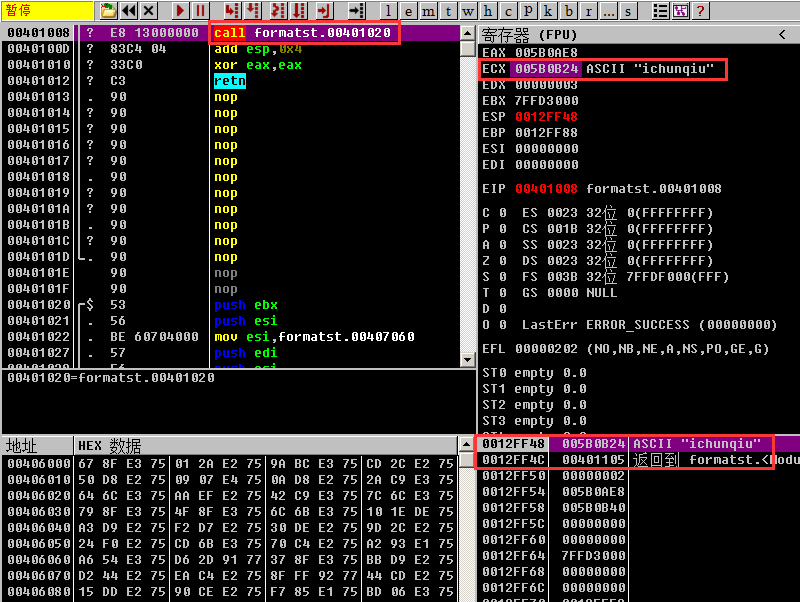 暂停
l e m t w h c p k b r ... s ?
00401008 ? E8 13000000 call formatst.00401020
0040100D ? 83C4 04 add esp,0x4
00401010 ? 33C0 xor eax,eax
00401012 ? C3 retn
00401013 . 90 nop
00401014 ? 90 nop
00401015 ? 90 nop
00401016 ? 90 nop
00401017 ? 90 nop
00401018 . 90 nop
00401019 ? 90 nop
0040101A ? 90 nop
0040101B . 90 nop
0040101C ? 90 nop
0040101D . 90 nop
0040101E 90 nop
0040101F 90 nop
00401020 $ 53 push ebx
00401021 . 56 push esi
00401022 . BE 60704000 mov esi,formatst.00407060
00401027 . 57 push edi
00401020=formatst.00401020
寄存器 (FPU) <
EAX 005B0AE8
ECX 005B0B24 ASCII "ichunqiu"
EDX 00000003
EBX 7FFD3000
ESP 0012FF48
EBP 0012FF88
ESI 00000000
EDI 00000000
EIP 00401008 formatst.00401008
C 0 ES 0023 32位 0(FFFFFFFF)
P 0 CS 001B 32位 0(FFFFFFFF)
A 0 SS 0023 32位 0(FFFFFFFF)
Z 0 DS 0023 32位 0(FFFFFFFF)
S 0 FS 003B 32位 7FFDF000(FFF)
T 0 GS 0000 NULL
D 0
O 0 LastErr ERROR_SUCCESS (00000000)
EFL 00000202 (NO,NB,NE,A,NS,PO,GE,G)
ST0 empty 0.0
ST1 empty 0.0
ST2 empty 0.0
ST3 empty 0.0
地址 HEX 数据
00406000 67 8F E3 75 01 2A E2 75 9A BC E3 75 CD 2C E2 75
00406010 50 D8 E2 75 09 07 E4 75 0A D8 E2 75 2A C9 E3 75
00406020 64 6C E3 75 AA EF E2 75 42 C9 E3 75 7C 6C E3 75
00406030 79 8F E3 75 4F 8F E3 75 6C 6B E3 75 10 1E DE 75
00406040 A3 D9 E2 75 F2 D7 E2 75 30 DE E2 75 9D 2C E2 75
00406050 24 F0 E2 75 CD 6B E3 75 70 C4 E2 75 A2 93 E1 75
00406060 A6 54 E3 75 D6 2D 91 77 37 8F E3 75 BB D9 E2 75
00406070 D2 44 E2 75 EA C4 E2 75 8F FF 92 77 44 CD E2 75
00406080 15 DD E2 75 90 CE E2 75 F7 85 E1 75 BD 06 E3 75
0012FF48 005B0B24 ASCII "ichunqiu"
0012FF4C 00401105 返回到 formatst.<Modu
0012FF50 00000002
0012FF54 005B0AE8
0012FF58 005B0B40
0012FF5C 00000000
0012FF60 00000000
0012FF64 7FFD3000
0012FF68 00000000
0012FF6C 00000000